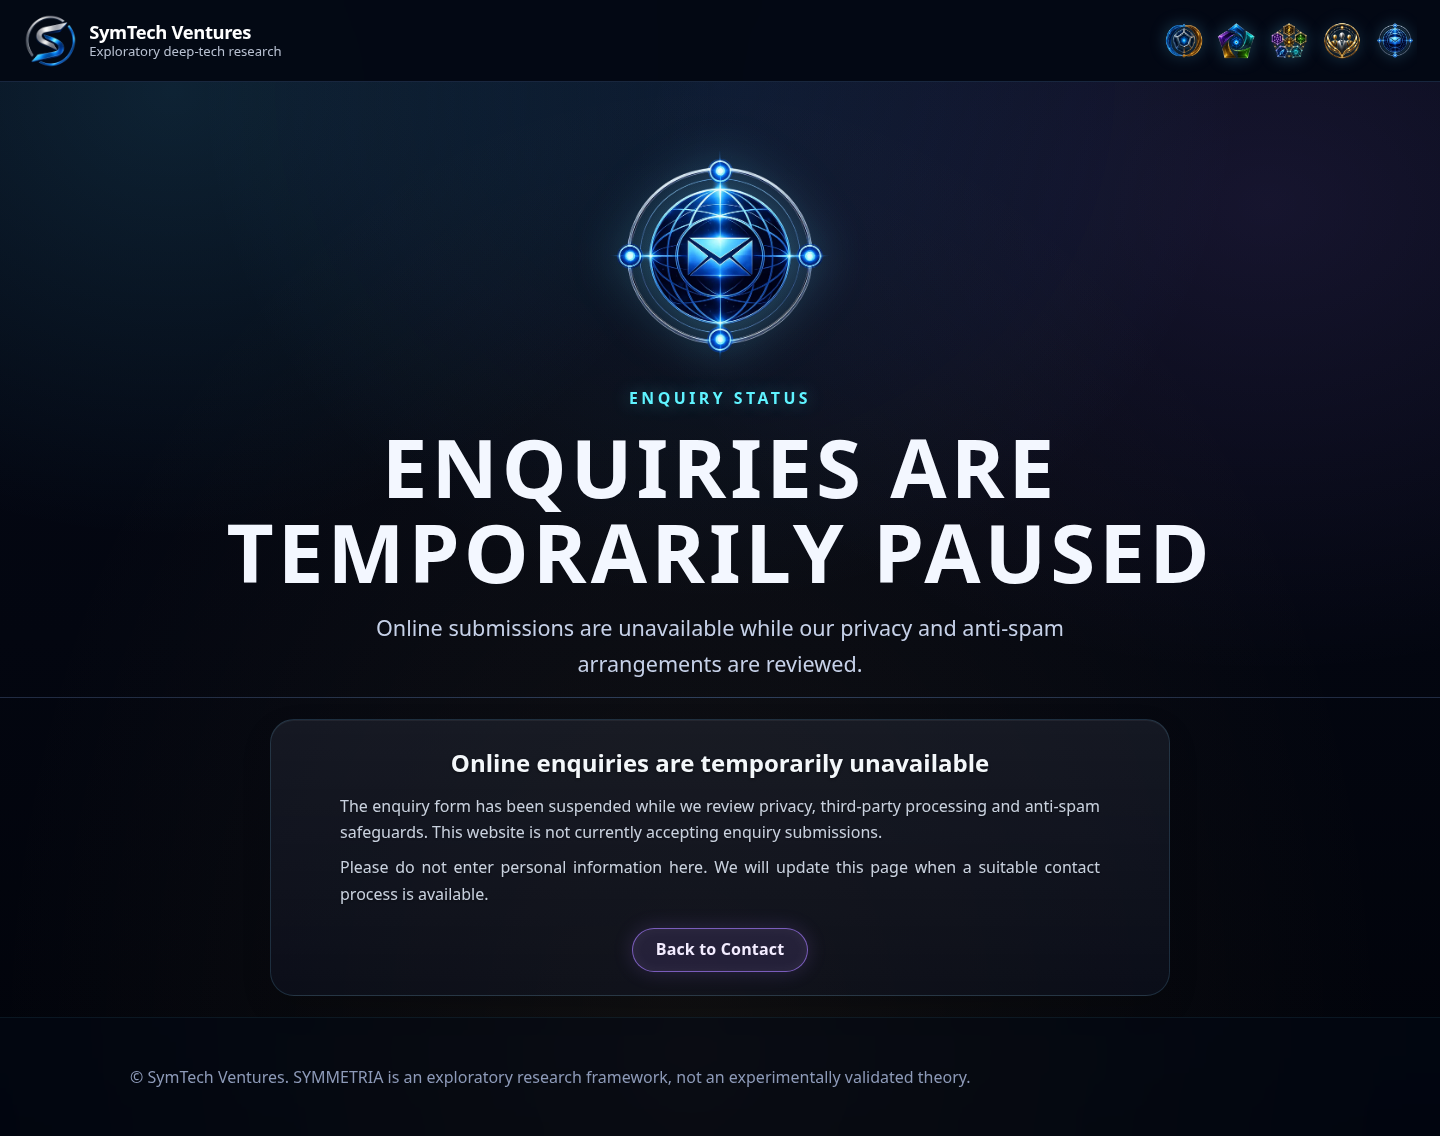 SymTech Ventures
Exploratory deep-tech research
ENQUIRY STATUS
ENQUIRIES ARE
TEMPORARILY PAUSED
Online submissions are unavailable while our privacy and anti-spam
arrangements are reviewed.
Online enquiries are temporarily unavailable
The enquiry form has been suspended while we review privacy, third-party processing and anti-spam
safeguards. This website is not currently accepting enquiry submissions.
Please do not enter personal information here. We will update this page when a suitable contact
process is available.
Back to Contact
© SymTech Ventures. SYMMETRIA is an exploratory research framework, not an experimentally validated theory.